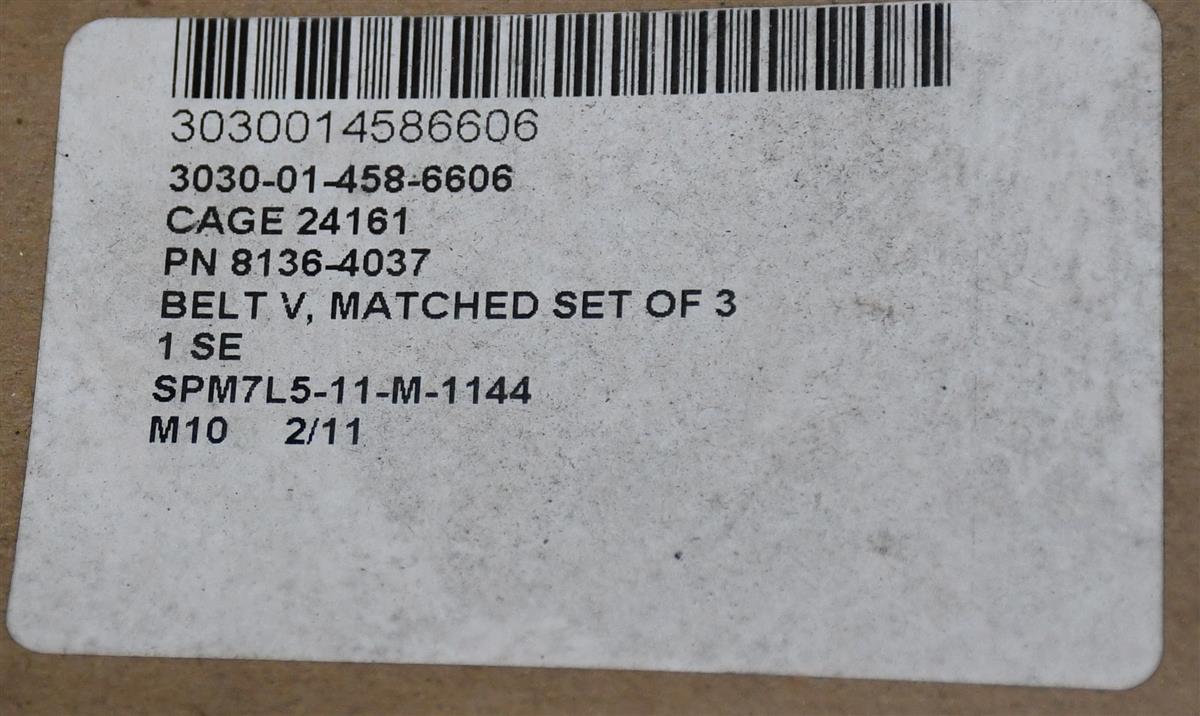 3030014586606
3030-01-458-6606
CAGE 24161
PN 8136-4037
BELT V, MATCHED SET OF 3
1 SE
SPM7L5-11-M-1144
M10 2/11